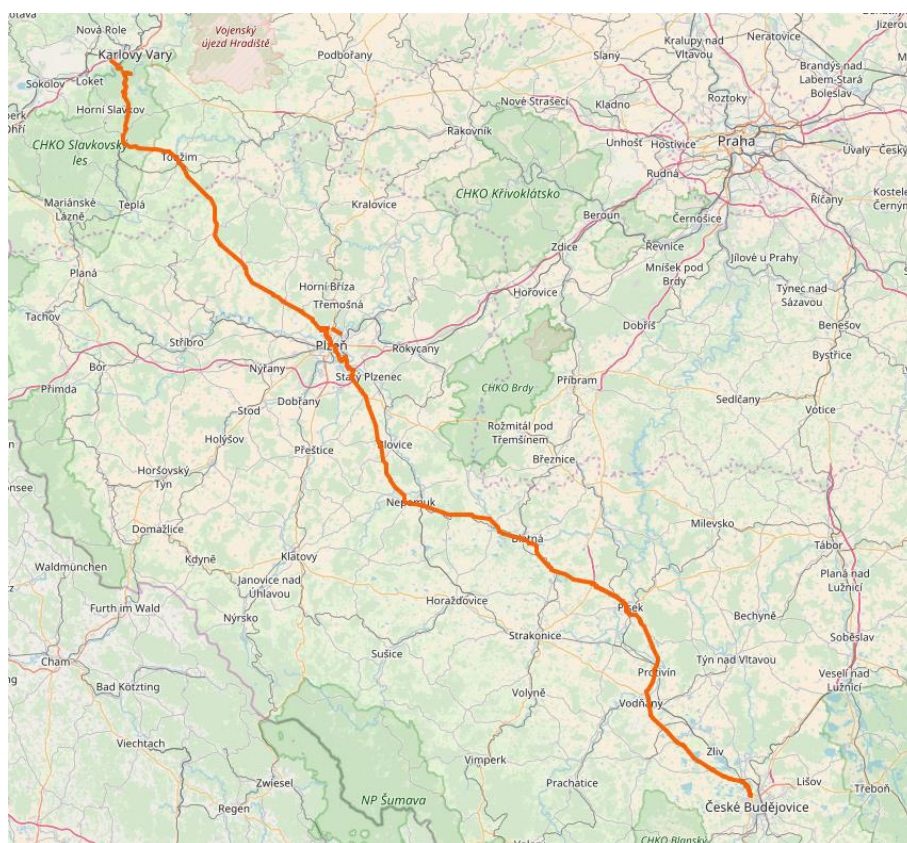 Nová Role
Vojenský
újezd Hradiště
Karlovy Vary
Podbořany
Slaný
Kralupy nad
Vltavou
Neratovice
Brandýs nad
Labem-Stará
Boleslav
Sokolov
Loket
Horní Slavkov
Nové Strašecí
Kladno
Roztoky
Rakovník
Unhošť
Hostivice
Praha
Úvaly
Český
CHKO Slavkovský
les
Toužim
Rudná
Říčany
Kostele
Černým
Mariánské
Lázně
Teplá
Kralovice
CHKO Křivoklátsko
Beroun
Černošice
Řevnice
Zdice
Jílové u Prahy
Planá
Mníšek pod
Brdy
Horní Bříza
Třemošná
Hořovice
Týnec nad
Sázavou
Tachov
Stříbro
Plzeň
Rokycany
Dobříš
Benešov
Bystřice
Bor
Nýřany
Starý Plzenec
CHKO Brdy
Příbram
Přimda
Stod
Dobřany
Sedlčany
Votice
Holýšov
Přeštice
Blovice
Rožmitál pod
Třemšínem
Březnice
Horšovský
Týn
Nepomuk
Domažlice
Milevsko
Waldmünchen
Kdyně
Klatovy
Blatná
Tábor
Janovice nad
Úhlavou
Planá nad
Lužnicí
Furth im Wald
Nýrsko
Horažďovice
Písek
Bechyně
Strakonice
Soběslav
Cham
Sušice
Týn nad Vltavou
Protivín
Veselí nad
Lužnicí
Bad Kötzting
Volyně
Vodňany
Viechtach
Zliv
Vimperk
Zwiesel
Prachatice
Lišov
Třeboň
Regen
NP Šumava
České Budějovice
CHKO Blanský